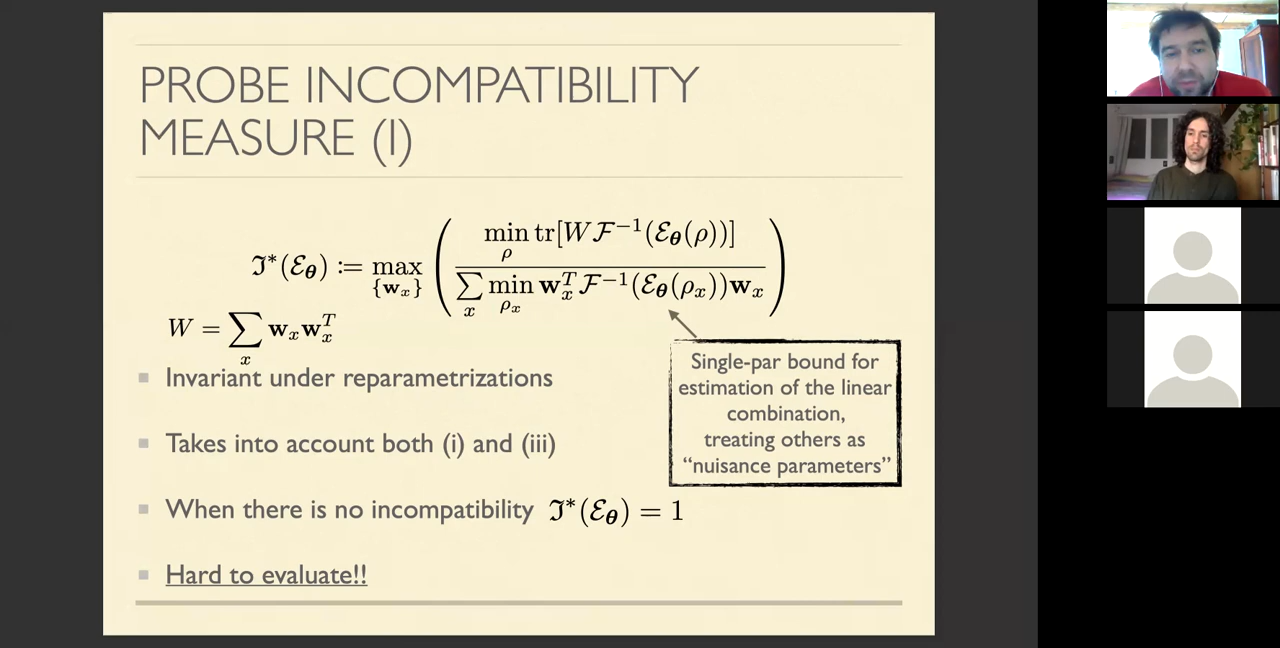 PROBE INCOMPATIBILITY
MEASURE (I)
ℑ*(ℰ_θ) := max_{w_x} ( min_ρ tr[W ℱ⁻¹(ℰ_θ(ρ))] / ∑_x min_{ρ_x} w_x^T ℱ⁻¹(ℰ_θ(ρ_x)) w_x )
W = ∑_x w_x w_x^T
Single-par bound for
estimation of the linear
combination,
treating others as
“nuisance parameters”
Invariant under reparametrizations
Takes into account both (i) and (iii)
When there is no incompatibility ℑ*(ℰ_θ) = 1
Hard to evaluate!!